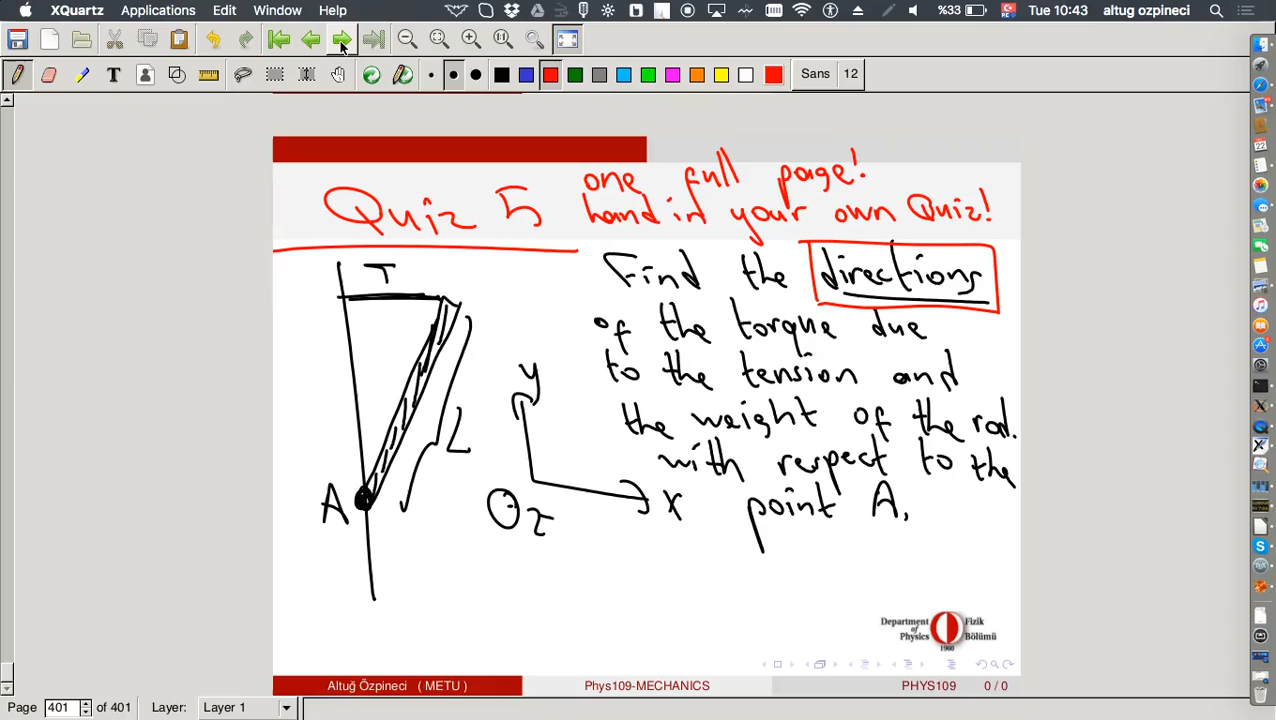 XQuartz Applications Edit Window Help
%33 Tue 10:43 altug ozpineci
Sans 12
Quiz 5
one full page!
hand in your own Quiz!
Find the directions
of the torque due
to the tension and
the weight of the rod.
with respect to the
point A.
T
L
A
y
x
z
Department of Physics
Fizik Bölümü
1960
Altuğ Özpineci ( METU )
Phys109-MECHANICS
PHYS109 0 / 0
Page 401 of 401 Layer: Layer 1